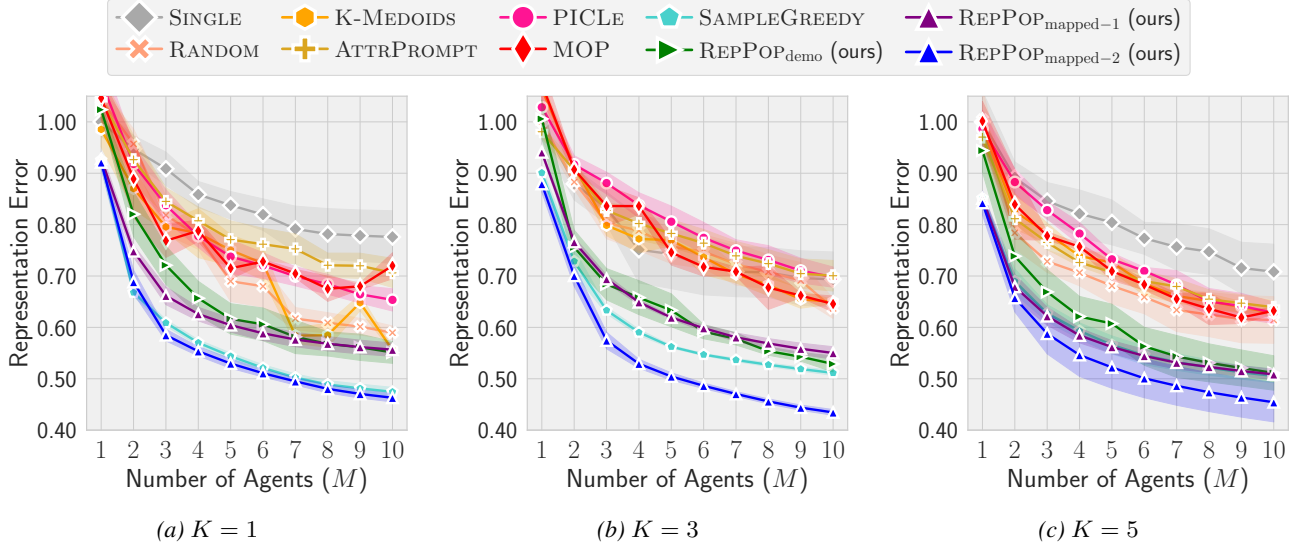 SINGLE K-MEDOIDS PICLE SAMPLEGREEDY REPPOPmapped-1 (ours)
RANDOM ATTRPROMPT MOP REPPOPdemo (ours) REPPOPmapped-2 (ours)
Representation Error
1.00
0.90
0.80
0.70
0.60
0.50
0.40
1 2 3 4 5 6 7 8 9 10
Number of Agents (M)
(a) K = 1
Representation Error
1.00
0.90
0.80
0.70
0.60
0.50
0.40
1 2 3 4 5 6 7 8 9 10
Number of Agents (M)
(b) K = 3
Representation Error
1.00
0.90
0.80
0.70
0.60
0.50
0.40
1 2 3 4 5 6 7 8 9 10
Number of Agents (M)
(c) K = 5